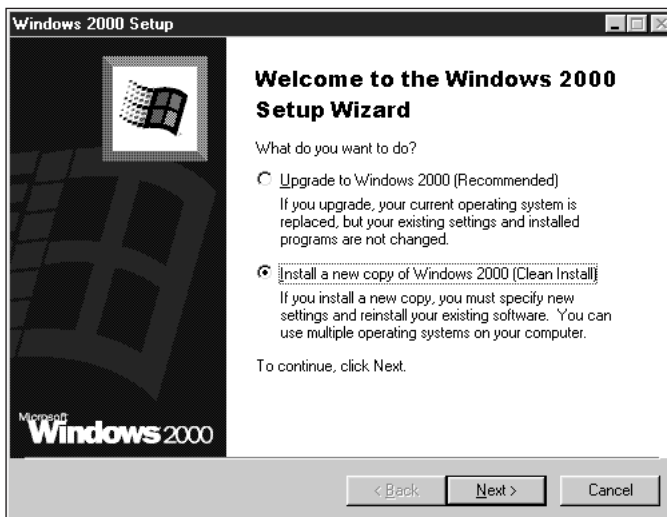 Windows 2000 Setup
Welcome to the Windows 2000
Setup Wizard
What do you want to do?
Upgrade to Windows 2000 (Recommended)
If you upgrade, your current operating system is
replaced, but your existing settings and installed
programs are not changed.
Install a new copy of Windows 2000 (Clean Install)
If you install a new copy, you must specify new
settings and reinstall your existing software. You can
use multiple operating systems on your computer.
To continue, click Next.
Microsoft
Windows 2000
< Back
Next >
Cancel